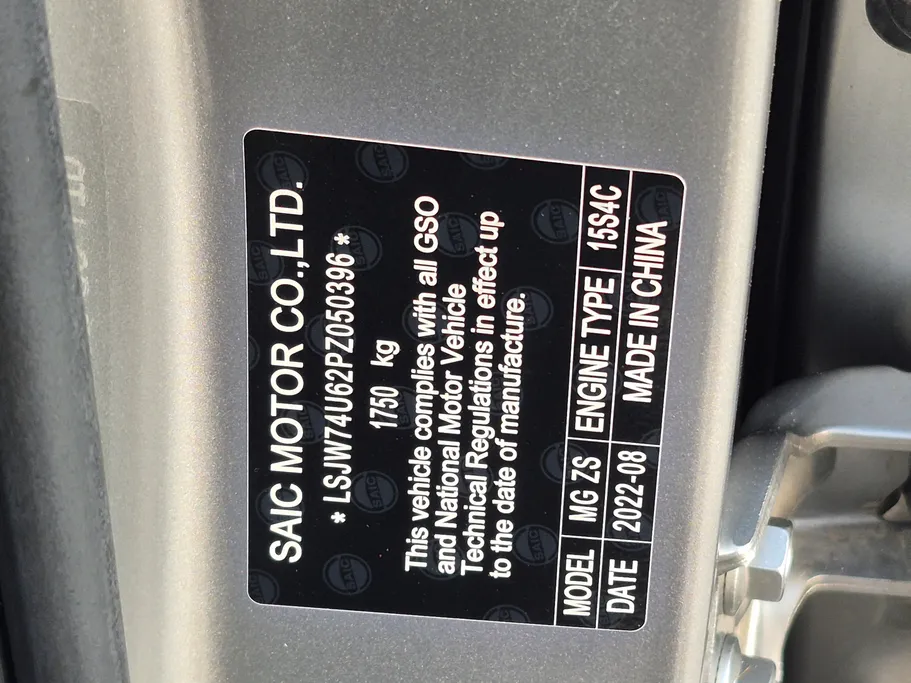 SAIC MOTOR CO.,LTD.
* LSJW74U62PZ050396 *
1750 kg
This vehicle complies with all GSO
and National Motor Vehicle
Technical Regulations in effect up
to the date of manufacture.
MODEL MG ZS ENGINE TYPE 15S4C
DATE 2022-08 MADE IN CHINA